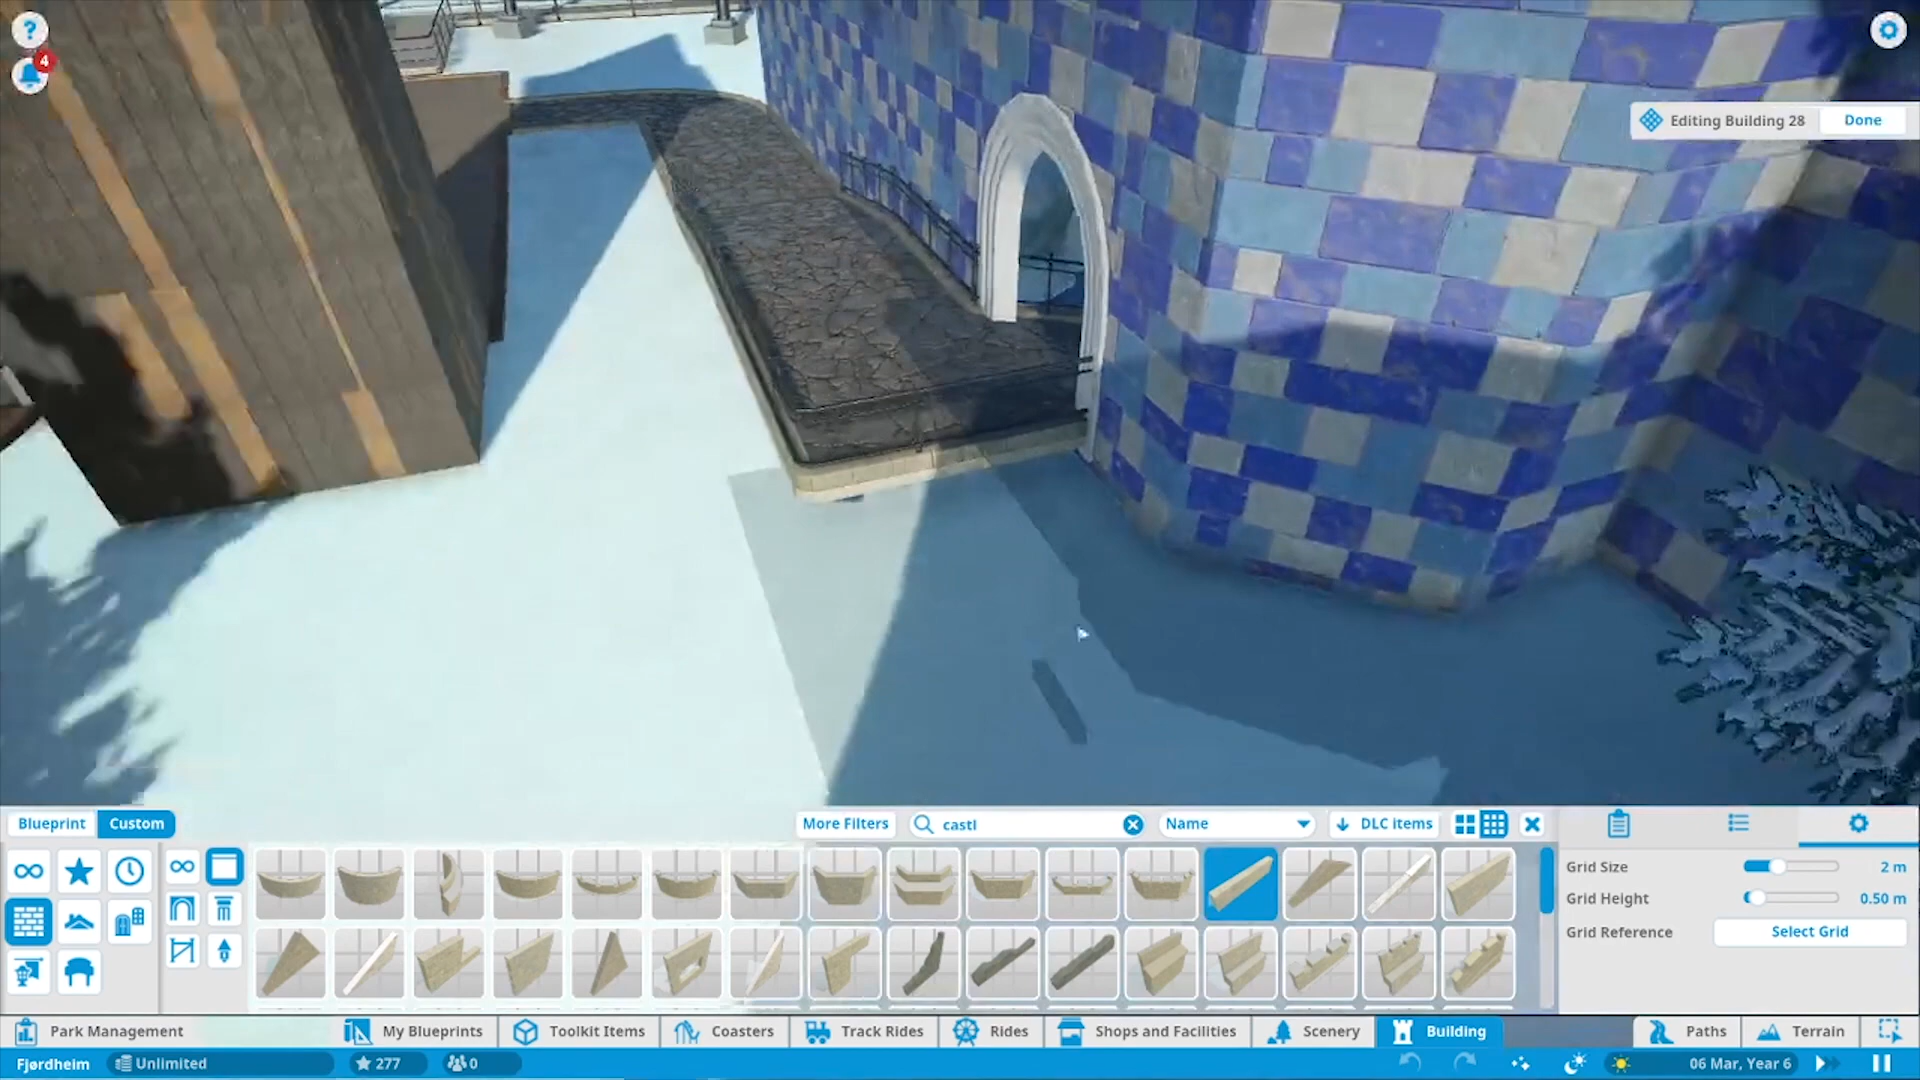 ?
4
Editing Building 28 Done
Blueprint Custom More Filters castl Name DLC items
Grid Size 2 m
Grid Height 0.50 m
Grid Reference Select Grid
Park Management My Blueprints Toolkit Items Coasters Track Rides Rides Shops and Facilities Scenery Building Paths Terrain
Fjørdheim Unlimited 277 0 06 Mar, Year 6